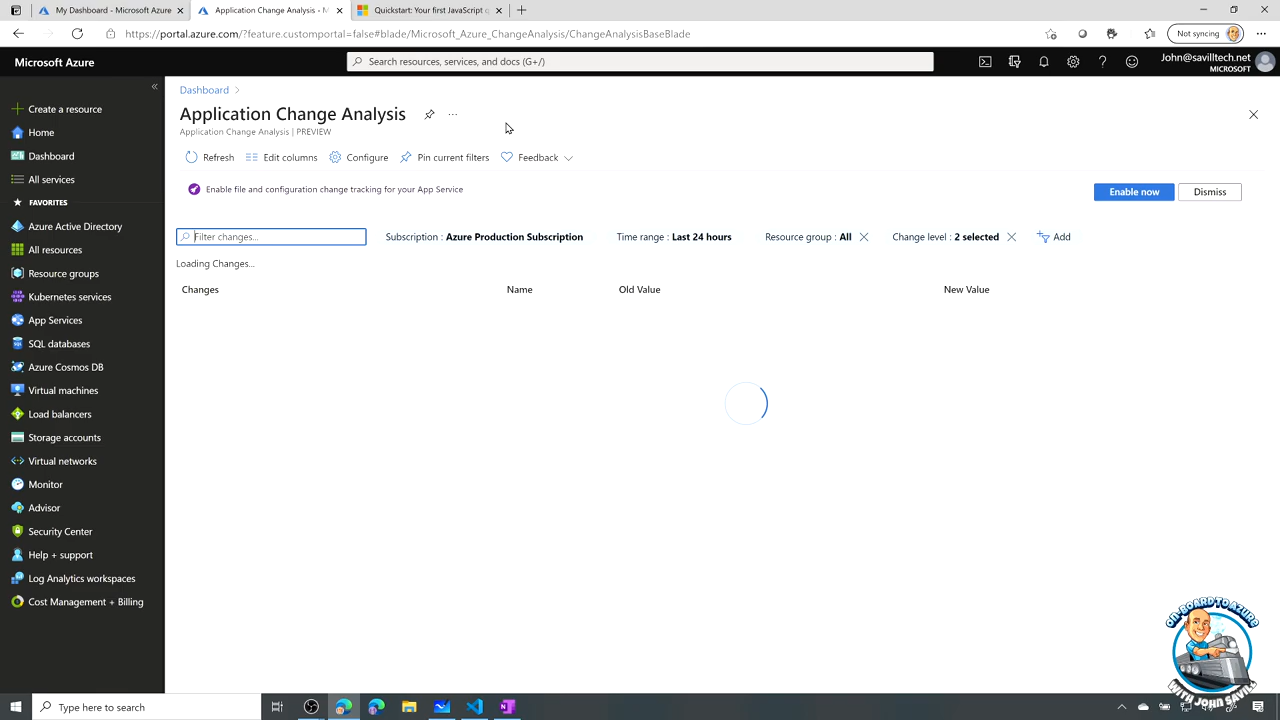 My Dashboard - Microsoft Azure
Application Change Analysis - M
Quickstart: Your first JavaScript q
https://portal.azure.com/?feature.customportal=false#blade/Microsoft_Azure_ChangeAnalysis/ChangeAnalysisBaseBlade
Not syncing
Microsoft Azure
Search resources, services, and docs (G+/)
John@savilltech.net
MICROSOFT
Create a resource
Home
Dashboard
All services
FAVORITES
Azure Active Directory
All resources
Resource groups
Kubernetes services
App Services
SQL databases
Azure Cosmos DB
Virtual machines
Load balancers
Storage accounts
Virtual networks
Monitor
Advisor
Security Center
Help + support
Log Analytics workspaces
Cost Management + Billing
Dashboard
Application Change Analysis
Application Change Analysis | PREVIEW
Refresh
Edit columns
Configure
Pin current filters
Feedback
Enable file and configuration change tracking for your App Service
Enable now
Dismiss
Filter changes...
Subscription : Azure Production Subscription
Time range : Last 24 hours
Resource group : All
Change level : 2 selected
Add
Loading Changes...
Changes
Name
Old Value
New Value
ON-BOARD TO AZURE
WITH JOHN SAVILL
Type here to search